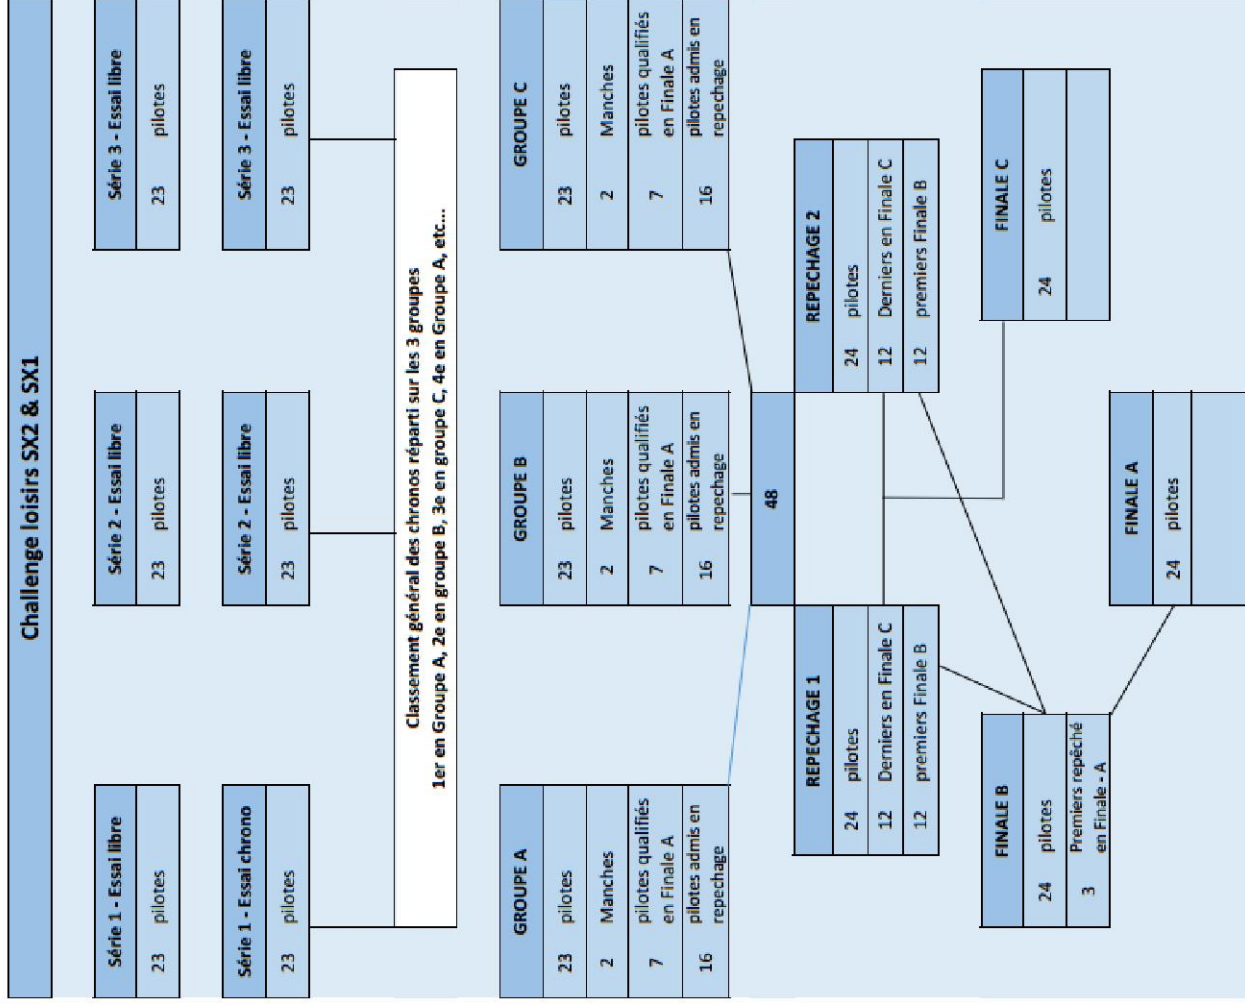 Challenge loisirs SX2 & SX1
Série 1 - Essai libre
23 pilotes
Série 2 - Essai libre
23 pilotes
Série 3 - Essai libre
23 pilotes
Série 1 - Essai chrono
23 pilotes
Série 2 - Essai libre
23 pilotes
Série 3 - Essai libre
23 pilotes
Classement général des chronos réparti sur les 3 groupes
1er en Groupe A, 2e en groupe B, 3e en groupe C, 4e en Groupe A, etc...
GROUPE A
23 pilotes
2 Manches
7 pilotes qualifiés
en Finale A
16 pilotes admis en
repechage
GROUPE B
23 pilotes
2 Manches
7 pilotes qualifiés
en Finale A
16 pilotes admis en
repechage
GROUPE C
23 pilotes
2 Manches
7 pilotes qualifiés
en Finale A
16 pilotes admis en
repechage
48
REPECHAGE 1
24 pilotes
12 Derniers en Finale C
12 premiers Finale B
REPECHAGE 2
24 pilotes
12 Derniers en Finale C
12 premiers Finale B
FINALE B
24 pilotes
3 Premiers repêché
en Finale - A
FINALE C
24 pilotes
FINALE A
24 pilotes